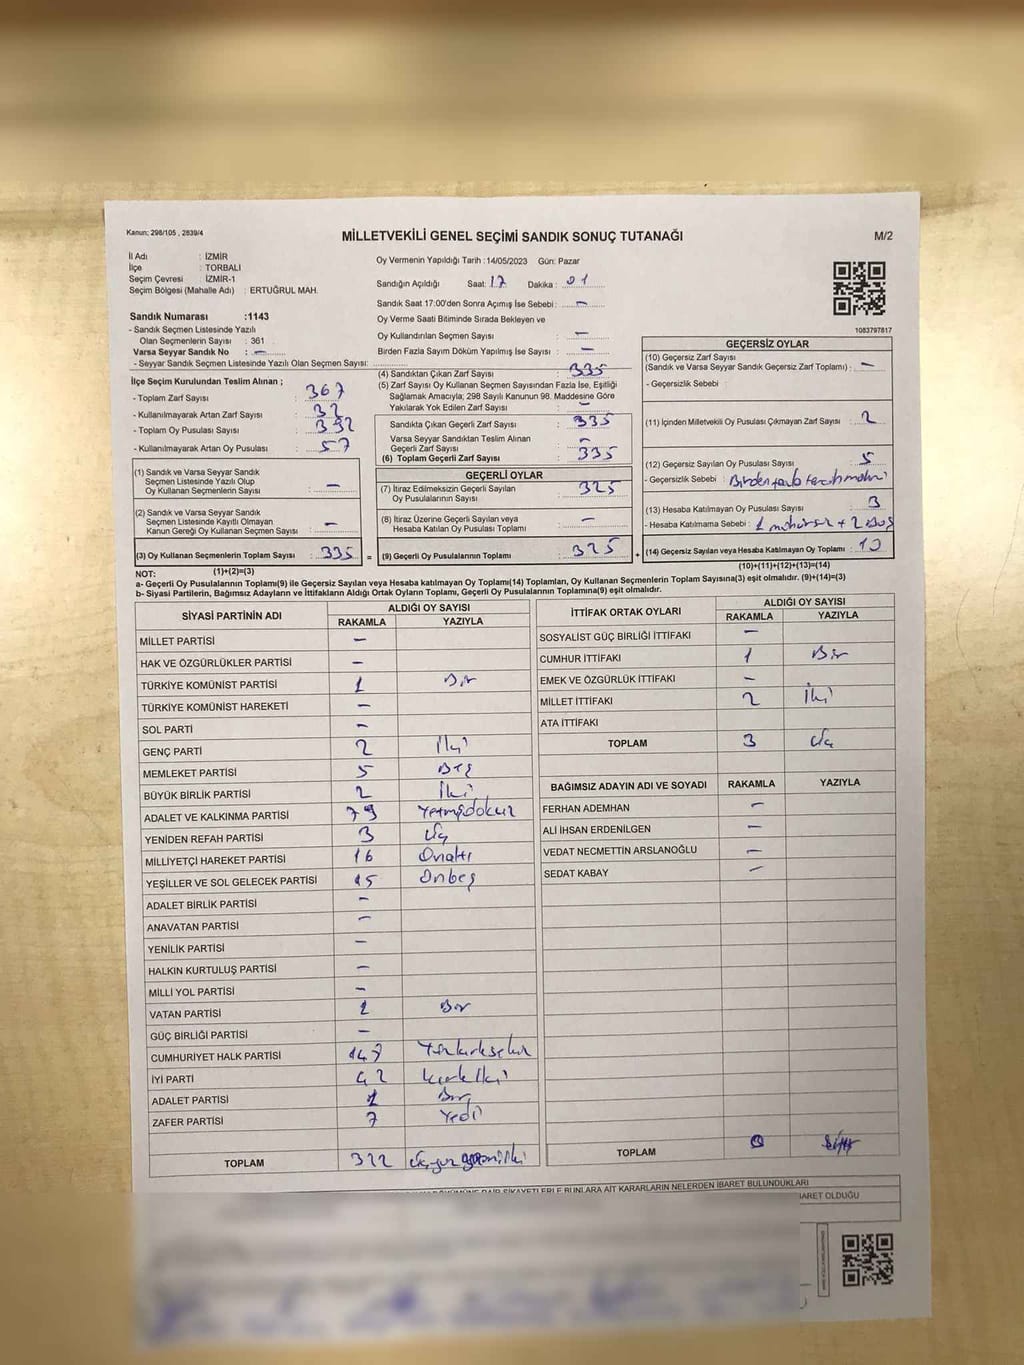 Kanun; 298/105 , 2839/4
MİLLETVEKİLİ GENEL SEÇİMİ SANDIK SONUÇ TUTANAĞI
M/2
İl Adı : İZMİR
İlçe : TORBALI
Seçim Çevresi : İZMİR-1
Seçim Bölgesi (Mahalle Adı) : ERTUĞRUL MAH.
Oy Vermenin Yapıldığı Tarih :14/05/2023 Gün: Pazar
Sandığın Açıldığı Saat: 17 Dakika : 01
Sandık Saat 17:00'den Sonra Açımış İse Sebebi : –
Oy Verme Saati Bitiminde Sırada Bekleyen ve
Oy Kullandırılan Seçmen Sayısı –
Birden Fazla Sayım Döküm Yapılmış İse Sayısı : –
1083797817
Sandık Numarası :1143
- Sandık Seçmen Listesinde Yazılı
Olan Seçmenlerin Sayısı : 361
Varsa Seyyar Sandık No : –
- Seyyar Sandık Seçmen Listesinde Yazılı Olan Seçmen Sayısı:
İlçe Seçim Kurulundan Teslim Alınan ;
- Toplam Zarf Sayısı : 367
- Kullanılmayarak Artan Zarf Sayısı : 32
- Toplam Oy Pusulası Sayısı : 392
- Kullanılmayarak Artan Oy Pusulası : 57
(1) Sandık ve Varsa Seyyar Sandık
Seçmen Listesinde Yazılı Olup
Oy Kullanan Seçmenlerin Sayısı : –
(2) Sandık ve Varsa Seyyar Sandık
Seçmen Listesinde Kayıtlı Olmayan
Kanun Gereği Oy Kullanan Seçmen Sayısı : –
(3) Oy Kullanan Seçmenlerin Toplam Sayısı : 335 =
(1)+(2)=(3)
(4) Sandıktan Çıkan Zarf Sayısı : 335
(5) Zarf Sayısı Oy Kullanan Seçmen Sayısından Fazla İse, Eşitliği
Sağlamak Amacıyla; 298 Sayılı Kanunun 98. Maddesine Göre
Yakılarak Yok Edilen Zarf Sayısı : –
Sandıkta Çıkan Geçerli Zarf Sayısı : 335
Varsa Seyyar Sandıktan Teslim Alınan
Geçerli Zarf Sayısı : –
(6) Toplam Geçerli Zarf Sayısı : 335
GEÇERLİ OYLAR
(7) İtiraz Edilmeksizin Geçerli Sayılan
Oy Pusulalarının Sayısı : 325
(8) İtiraz Üzerine Geçerli Sayılan veya
Hesaba Katılan Oy Pusulası Toplamı : –
(9) Geçerli Oy Pusulalarının Toplamı : 325 +
GEÇERSİZ OYLAR
(10) Geçersiz Zarf Sayısı
(Sandık ve Varsa Seyyar Sandık Geçersiz Zarf Toplamı) : –
- Geçersizlik Sebebi
(11) İçinden Milletvekili Oy Pusulası Çıkmayan Zarf Sayısı : 2
(12) Geçersiz Sayılan Oy Pusulası Sayısı : 5
- Geçersizlik Sebebi : Birden fazla
(13) Hesaba Katılmayan Oy Pusulası Sayısı : 3
- Hesaba Katılmama Sebebi : 1 mühürsüz + 2 Boş
(14) Geçersiz Sayılan veya Hesaba Katılmayan Oy Toplamı : 10
(10)+(11)+(12)+(13)=(14)
NOT:
a- Geçerli Oy Pusulalarının Toplamı(9) ile Geçersiz Sayılan veya Hesaba katılmayan Oy Toplamı(14) Toplamları, Oy Kullanan Seçmenlerin Toplam Sayısına(3) eşit olmalıdır. (9)+(14)=(3)
b- Siyasi Partilerin, Bağımsız Adayların ve İttifakların Aldığı Oy Ortak Oyların Toplamı, Geçerli Oy Pusulalarının Toplamına(9) eşit olmalıdır.
SİYASİ PARTİNİN ADI ALDIĞI OY SAYISI
RAKAMLA YAZIYLA
MİLLET PARTİSİ –
HAK VE ÖZGÜRLÜKLER PARTİSİ –
TÜRKİYE KOMÜNİST PARTİSİ 1 Bir
TÜRKİYE KOMÜNİST HAREKETİ –
SOL PARTİ –
GENÇ PARTİ 2 İki
MEMLEKET PARTİSİ 5 Beş
BÜYÜK BİRLİK PARTİSİ 2 İki
ADALET VE KALKINMA PARTİSİ 79 Yetmişdokuz
YENİDEN REFAH PARTİSİ 3 Üç
MİLLİYETÇİ HAREKET PARTİSİ 16 Onaltı
YEŞİLLER VE SOL GELECEK PARTİSİ 15 Onbeş
ADALET BİRLİK PARTİSİ –
ANAVATAN PARTİSİ –
YENİLİK PARTİSİ –
HALKIN KURTULUŞ PARTİSİ –
MİLLİ YOL PARTİSİ –
VATAN PARTİSİ 1 Bir
GÜÇ BİRLİĞİ PARTİSİ –
CUMHURİYET HALK PARTİSİ 147
İYİ PARTİ 42 Kırkİki
ADALET PARTİSİ 1 Bir
ZAFER PARTİSİ 7 Yedi
TOPLAM 322
İTTİFAK ORTAK OYLARI ALDIĞI OY SAYISI
RAKAMLA YAZIYLA
SOSYALİST GÜÇ BİRLİĞİ İTTİFAKI –
CUMHUR İTTİFAKI 1 Bir
EMEK VE ÖZGÜRLÜK İTTİFAKI –
MİLLET İTTİFAKI 2 İki
ATA İTTİFAKI
TOPLAM 3 Üç
BAĞIMSIZ ADAYIN ADI VE SOYADI RAKAMLA YAZIYLA
FERHAN ADEMHAN –
ALİ İHSAN ERDENİLGEN –
VEDAT NECMETTİN ARSLANOĞLU –
SEDAT KABAY –
TOPLAM
ŞİKAYETLERLE BUNLARA AİT KARARLARIN NELERDEN İBARET BULUNDUKLARI
İBARET OLDUĞU